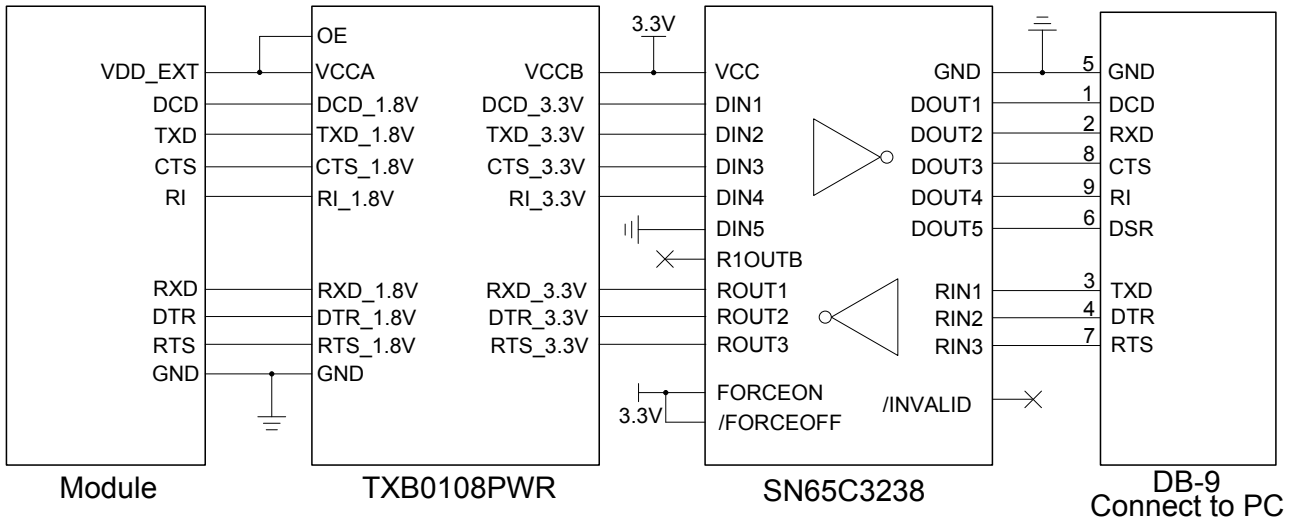 3.3V
OE
VDD_EXT VCCA VCCB VCC GND 5 GND
DCD DCD_1.8V DCD_3.3V DIN1 DOUT1 1 DCD
TXD TXD_1.8V TXD_3.3V DIN2 DOUT2 2 RXD
CTS CTS_1.8V CTS_3.3V DIN3 DOUT3 8 CTS
RI RI_1.8V RI_3.3V DIN4 DOUT4 9 RI
DIN5 DOUT5 6 DSR
R1OUTB
RXD RXD_1.8V RXD_3.3V ROUT1 RIN1 3 TXD
DTR DTR_1.8V DTR_3.3V ROUT2 RIN2 4 DTR
RTS RTS_1.8V RTS_3.3V ROUT3 RIN3 7 RTS
GND GND
FORCEON /INVALID
3.3V /FORCEOFF
Module TXB0108PWR SN65C3238 DB-9
Connect to PC